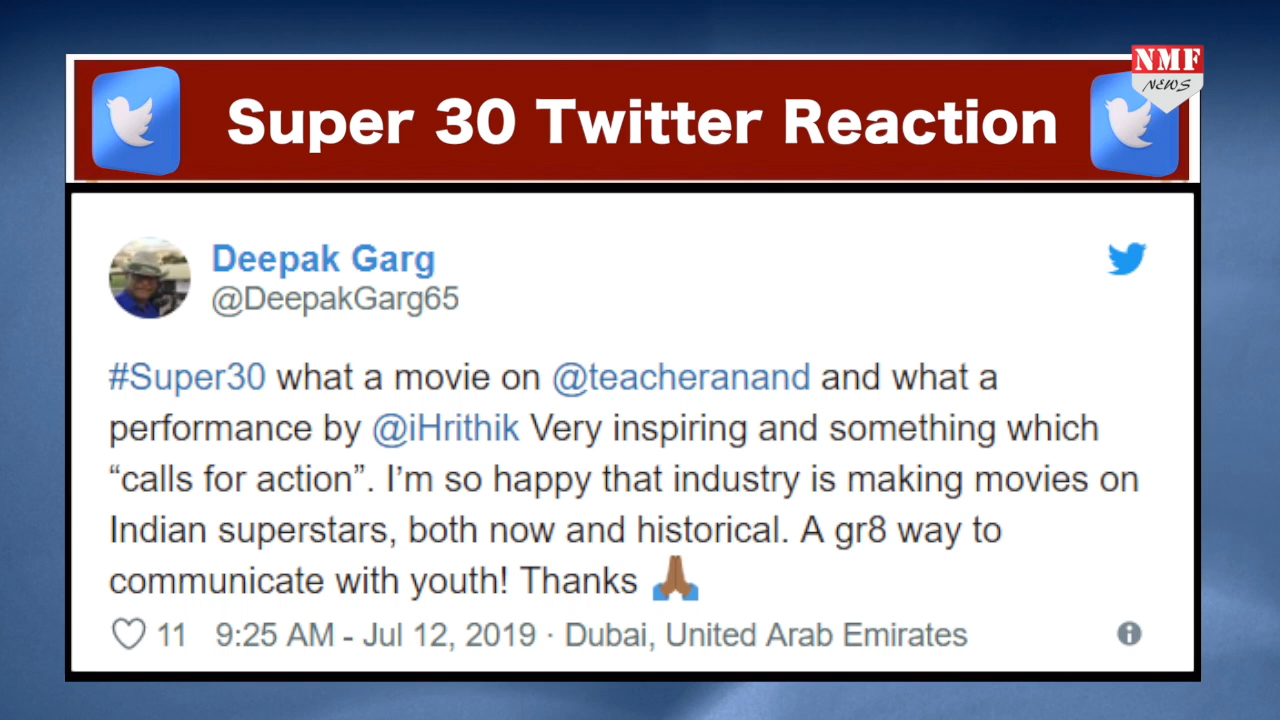 NMF
NEWS
Super 30 Twitter Reaction
Deepak Garg
@DeepakGarg65
#Super30 what a movie on @teacheranand and what a
performance by @iHrithik Very inspiring and something which
“calls for action”. I’m so happy that industry is making movies on
Indian superstars, both now and historical. A gr8 way to
communicate with youth! Thanks 🙏🏾
11 9:25 AM - Jul 12, 2019 · Dubai, United Arab Emirates